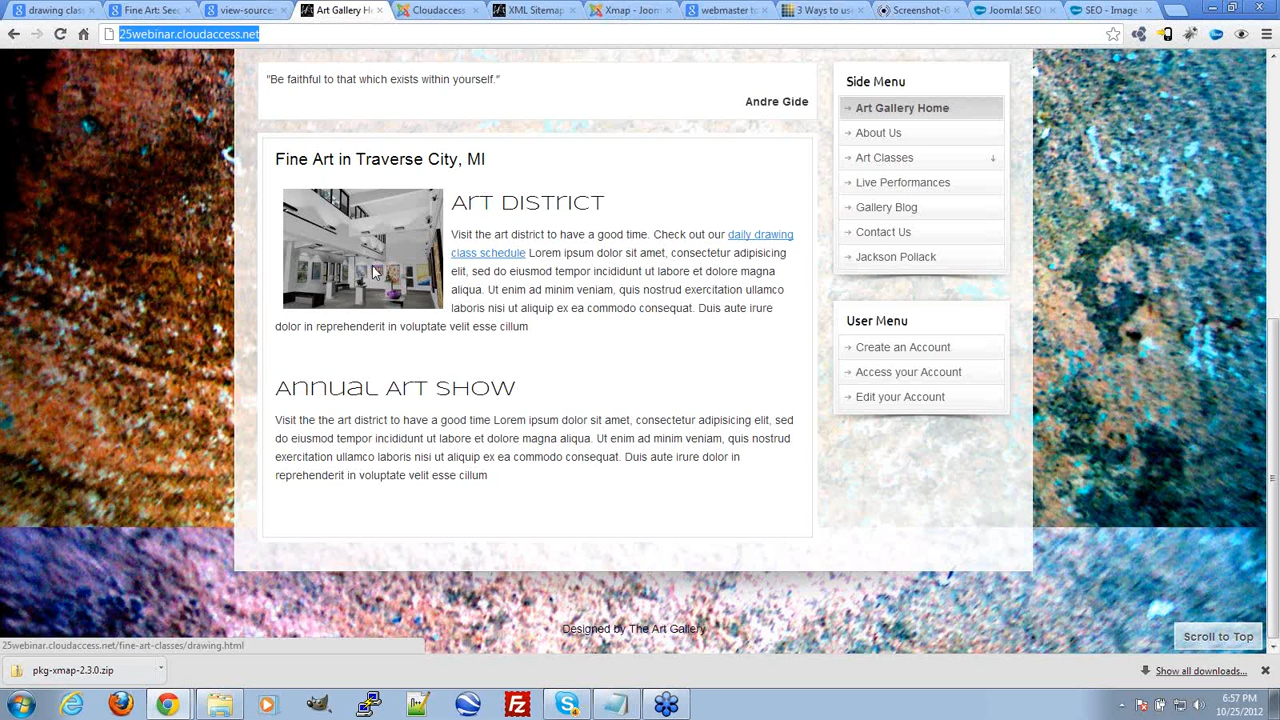 drawing clas
Fine Art: Sec
view-source
Art Gallery H
Cloudaccess
XML Sitemap
Xmap - Joom
webmaster to
3 Ways to us
Screenshot-G
Joomla! SEO
SEO - Image
25webinar.cloudaccess.net
"Be faithful to that which exists within yourself."
Andre Gide
Fine Art in Traverse City, MI
Art District
Visit the art district to have a good time. Check out our daily drawing
class schedule Lorem ipsum dolor sit amet, consectetur adipisicing
elit, sed do eiusmod tempor incididunt ut labore et dolore magna
aliqua. Ut enim ad minim veniam, quis nostrud exercitation ullamco
laboris nisi ut aliquip ex ea commodo consequat. Duis aute irure
dolor in reprehenderit in voluptate velit esse cillum
Annual Art Show
Visit the the art district to have a good time Lorem ipsum dolor sit amet, consectetur adipisicing elit, sed
do eiusmod tempor incididunt ut labore et dolore magna aliqua. Ut enim ad minim veniam, quis nostrud
exercitation ullamco laboris nisi ut aliquip ex ea commodo consequat. Duis aute irure dolor in
reprehenderit in voluptate velit esse cillum
Side Menu
Art Gallery Home
About Us
Art Classes
Live Performances
Gallery Blog
Contact Us
Jackson Pollack
User Menu
Create an Account
Access your Account
Edit your Account
Designed by The Art Gallery
Scroll to Top
25webinar.cloudaccess.net/fine-art-classes/drawing.html
pkg-xmap-2.3.0.zip
Show all downloads...
6:57 PM
10/25/2012